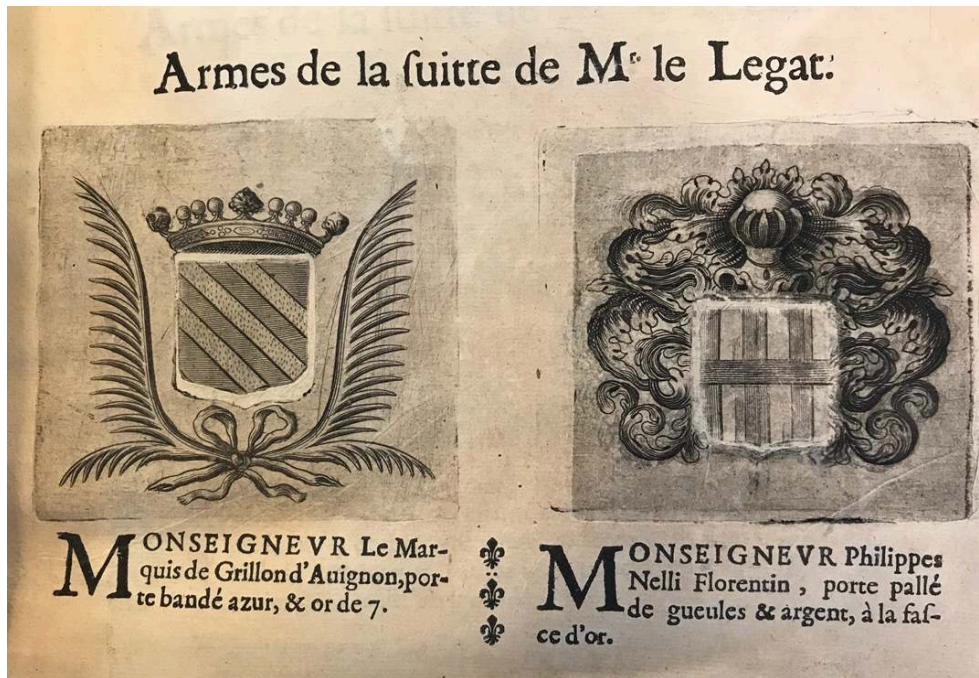 Armes de la ſuitte de Mr. le Legat.
MONSEIGNEVR Le Mar-
quis de Grillon d'Auignon, por-
te bandé azur, & or de 7.
MONSEIGNEVR Philippes
Nelli Florentin, porte pallé
de gueules & argent, à la faſ-
ce d'or.